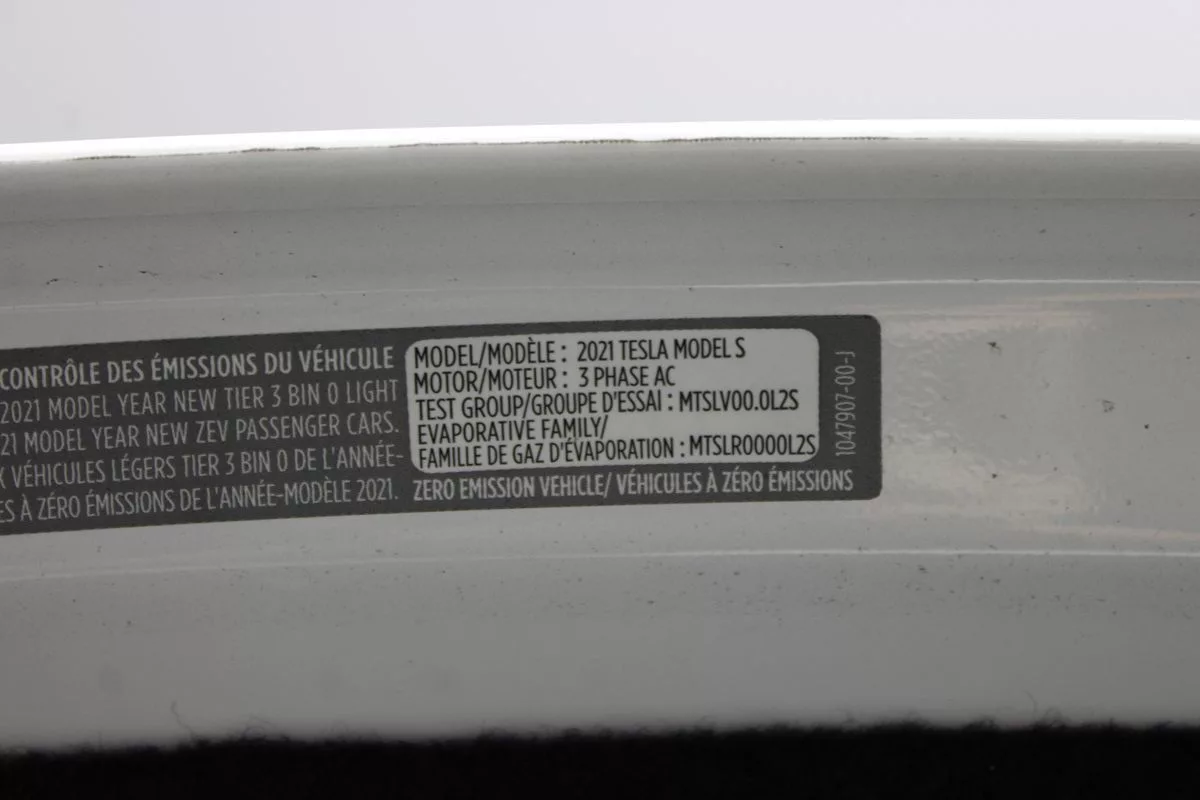 CONTRÔLE DES ÉMISSIONS DU VÉHICULE
2021 MODEL YEAR NEW TIER 3 BIN 0 LIGHT
21 MODEL YEAR NEW ZEV PASSENGER CARS.
X VÉHICULES LÉGERS TIER 3 BIN 0 DE L'ANNÉE-
ES À ZÉRO ÉMISSIONS DE L'ANNÉE-MODÈLE 2021.
MODEL/MODÈLE : 2021 TESLA MODEL S
MOTOR/MOTEUR : 3 PHASE AC
TEST GROUP/GROUPE D'ESSAI : MTSLV00.0L2S
EVAPORATIVE FAMILY/
FAMILLE DE GAZ D'ÉVAPORATION : MTSLR0000L2S
ZERO EMISSION VEHICLE/ VÉHICULES À ZÉRO ÉMISSIONS
1047907-00-J